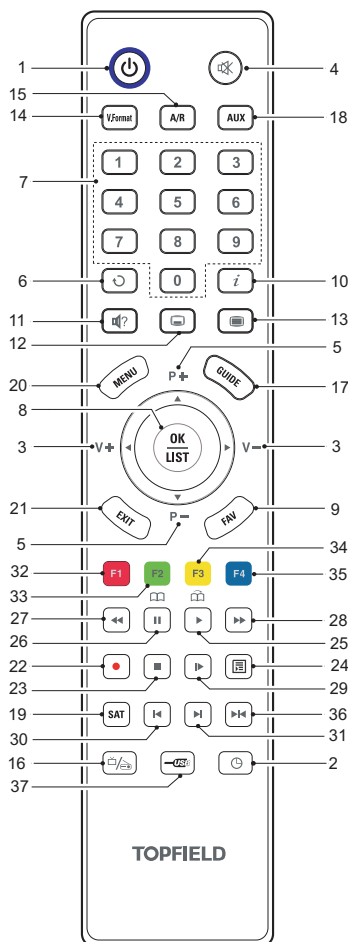 1 4
15
14 V.Format A/R AUX 18
7 1 2 3
4 5 6
7 8 9
6 0 i 10
11 ? 13
12
5
20 MENU P+ GUIDE 17
8
3 V+ OK V- 3
LIST
21 EXIT P- FAV 9
5
34
32 F1 F2 F3 F4 35
33
27 28
26 25
22 24
23 29
19 SAT 36
30 31
16 USB 2
37
TOPFIELD